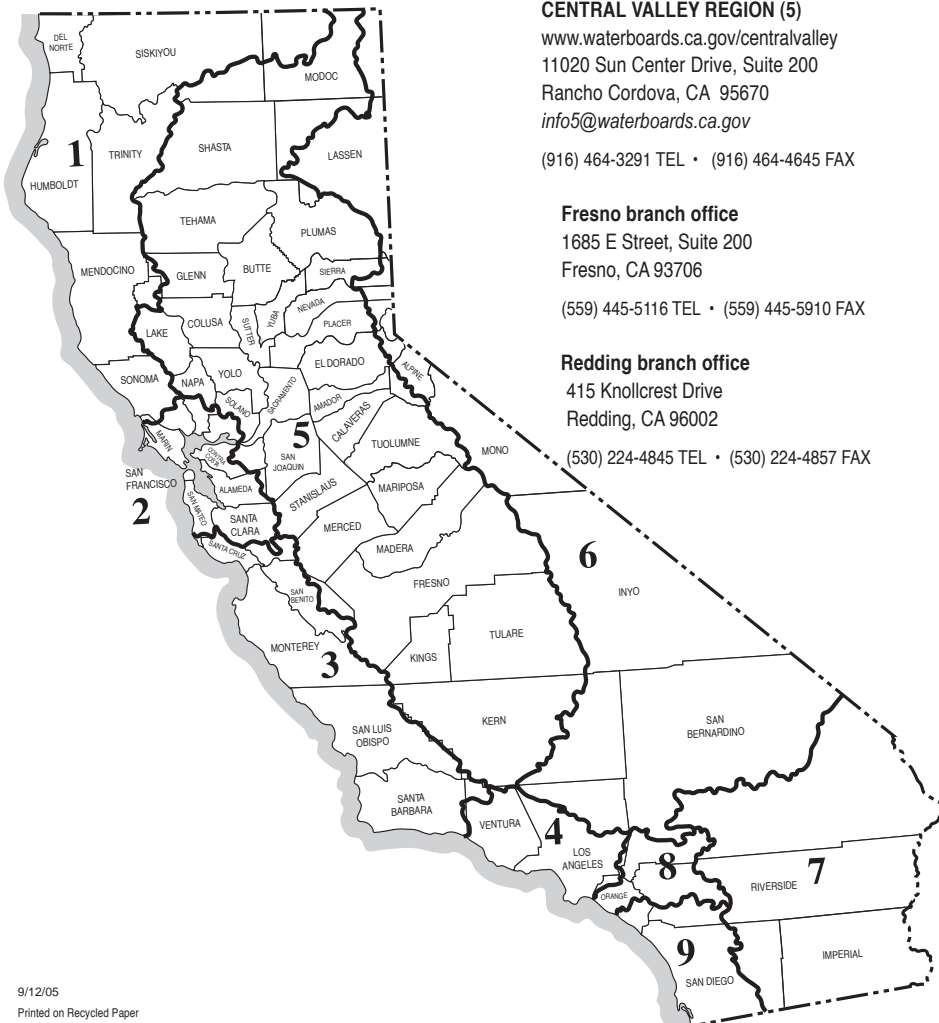 CENTRAL VALLEY REGION (5)
www.waterboards.ca.gov/centralvalley
11020 Sun Center Drive, Suite 200
Rancho Cordova, CA 95670
info5@waterboards.ca.gov
(916) 464-3291 TEL • (916) 464-4645 FAX
Fresno branch office
1685 E Street, Suite 200
Fresno, CA 93706
(559) 445-5116 TEL • (559) 445-5910 FAX
Redding branch office
415 Knollcrest Drive
Redding, CA 96002
(530) 224-4845 TEL • (530) 224-4857 FAX
DEL
NORTE
SISKIYOU
MODOC
1
TRINITY
SHASTA
LASSEN
HUMBOLDT
TEHAMA
PLUMAS
MENDOCINO
GLENN
BUTTE
SIERRA
LAKE
COLUSA
SUTTER
YUBA
NEVADA
PLACER
SONOMA
NAPA
YOLO
SOLANO
SACRAMENTO
EL DORADO
ALPINE
AMADOR
CALAVERAS
MARIN
CONTRA
COSTA
5
SAN
JOAQUIN
TUOLUMNE
MONO
SAN
FRANCISCO
2
ALAMEDA
SAN MATEO
SANTA
CLARA
STANISLAUS
MARIPOSA
MERCED
SANTA CRUZ
MADERA
6
SAN
BENITO
FRESNO
INYO
MONTEREY
3
KINGS
TULARE
SAN LUIS
OBISPO
KERN
SAN
BERNARDINO
SANTA
BARBARA
VENTURA
4
LOS
ANGELES
8
7
ORANGE
RIVERSIDE
9
SAN DIEGO
IMPERIAL
9/12/05
Printed on Recycled Paper